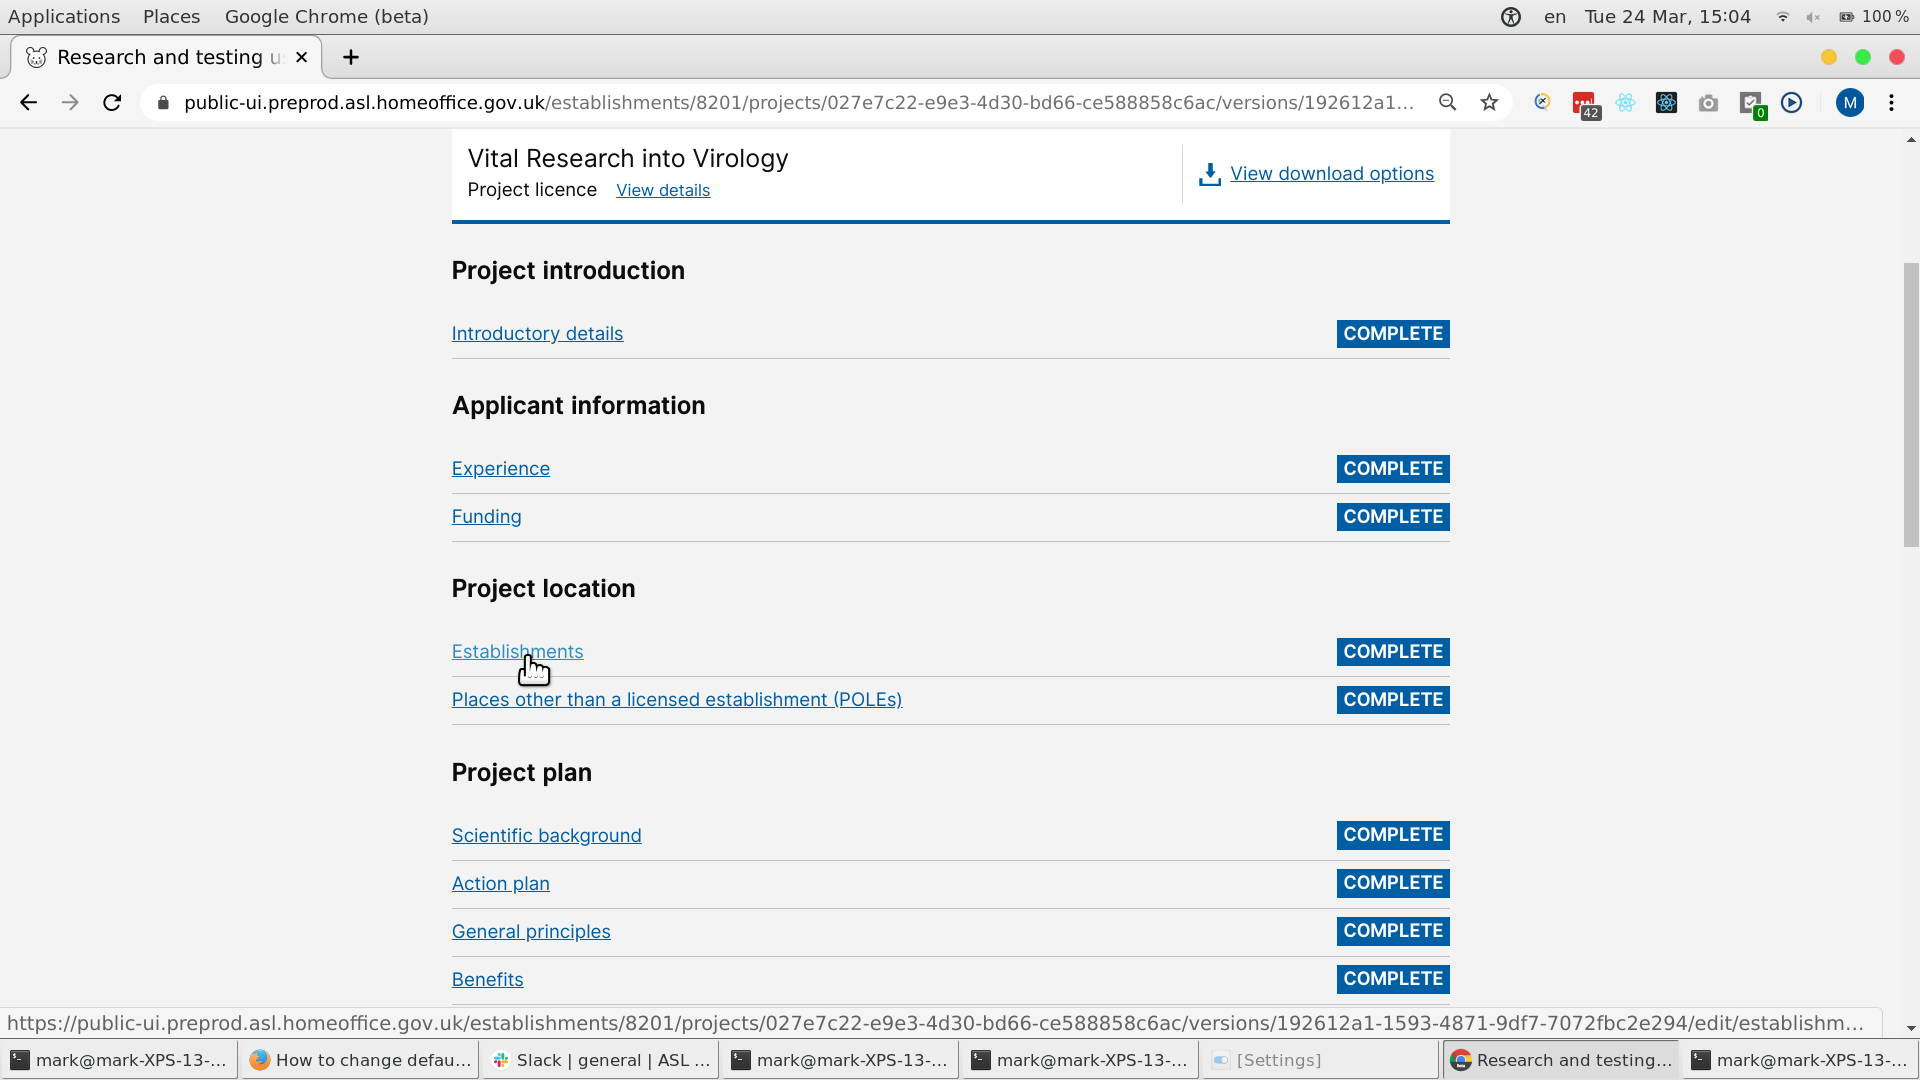 Applications Places Google Chrome (beta) en Tue 24 Mar, 15:04 100 %
Research and testing u
public-ui.preprod.asl.homeoffice.gov.uk/establishments/8201/projects/027e7c22-e9e3-4d30-bd66-ce588858c6ac/versions/192612a1... 42 0 M
Vital Research into Virology
Project licence View details
View download options
Project introduction
Introductory details COMPLETE
Applicant information
Experience COMPLETE
Funding COMPLETE
Project location
Establishments COMPLETE
Places other than a licensed establishment (POLEs) COMPLETE
Project plan
Scientific background COMPLETE
Action plan COMPLETE
General principles COMPLETE
Benefits COMPLETE
https://public-ui.preprod.asl.homeoffice.gov.uk/establishments/8201/projects/027e7c22-e9e3-4d30-bd66-ce588858c6ac/versions/192612a1-1593-4871-9df7-7072fbc2e294/edit/establishm...
mark@mark-XPS-13-... How to change defau... Slack | general | ASL ... mark@mark-XPS-13-... mark@mark-XPS-13-... [Settings] Research and testing... mark@mark-XPS-13-...